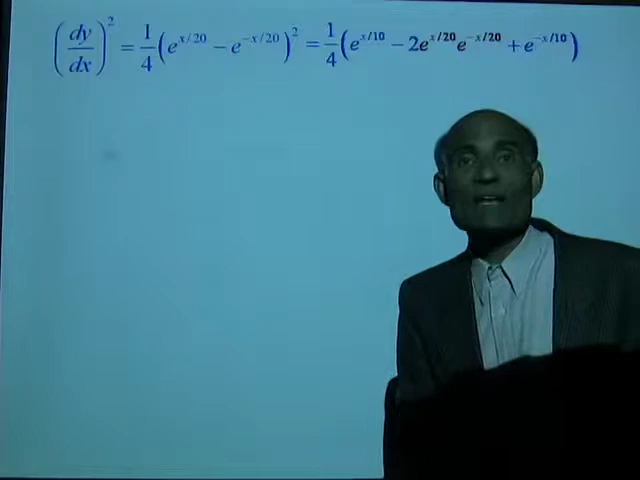 (dy/dx)² = 1/4(e^{x/20} − e^{−x/20})² = 1/4(e^{x/10} − 2e^{x/20}e^{−x/20} + e^{−x/10})